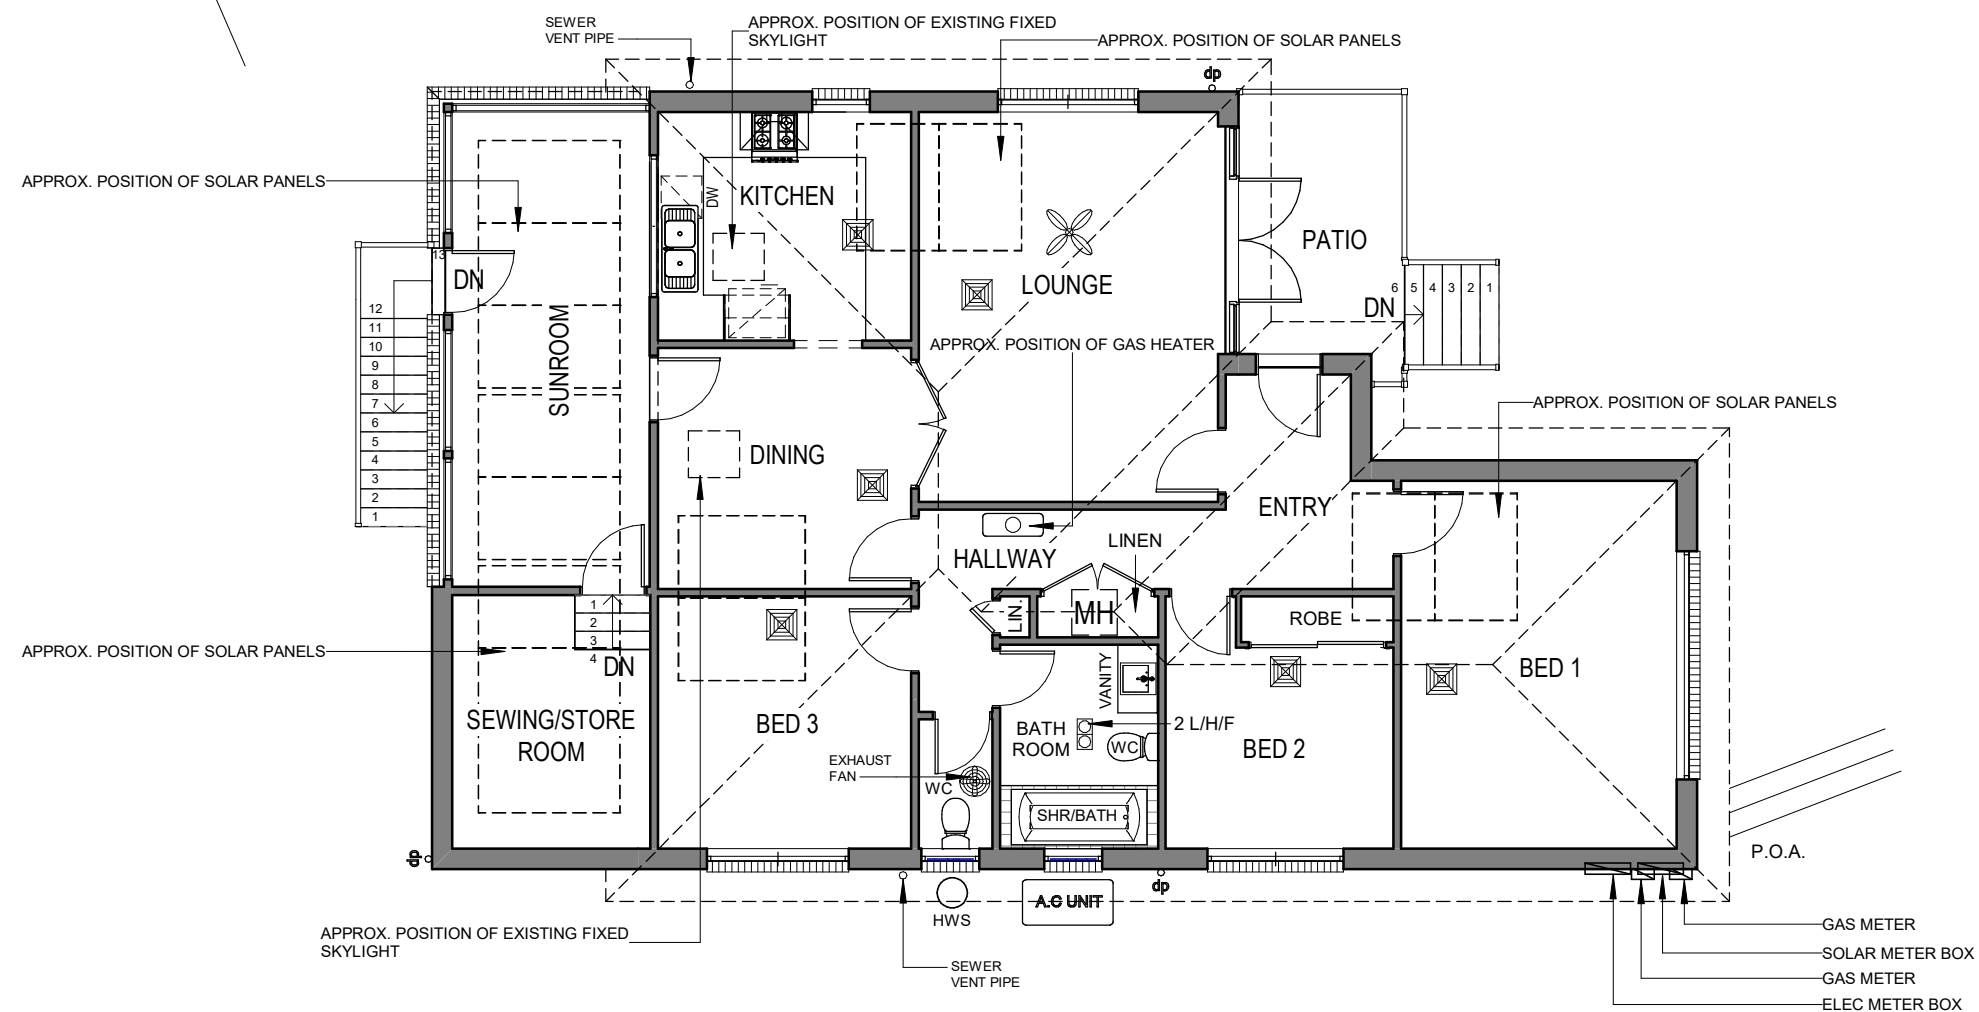 SEWER
VENT PIPE
APPROX. POSITION OF EXISTING FIXED
SKYLIGHT
APPROX. POSITION OF SOLAR PANELS
dp
APPROX. POSITION OF SOLAR PANELS
DW
KITCHEN
PATIO
13
DN
LOUNGE
6 5 4 3 2 1
DN
12
11
10
9
8
7
6
5
4
3
2
1
SUNROOM
APPROX. POSITION OF GAS HEATER
APPROX. POSITION OF SOLAR PANELS
DINING
ENTRY
HALLWAY
LINEN
1
2
3
4
DN
LIN.
MH
ROBE
APPROX. POSITION OF SOLAR PANELS
VANITY
BED 1
SEWING/STORE
ROOM
BED 3
BATH
ROOM
2 L/H/F
WC
BED 2
EXHAUST
FAN
WC
SHR/BATH
dp
P.O.A.
dp
A.C UNIT
HWS
APPROX. POSITION OF EXISTING FIXED
SKYLIGHT
SEWER
VENT PIPE
GAS METER
SOLAR METER BOX
GAS METER
ELEC METER BOX